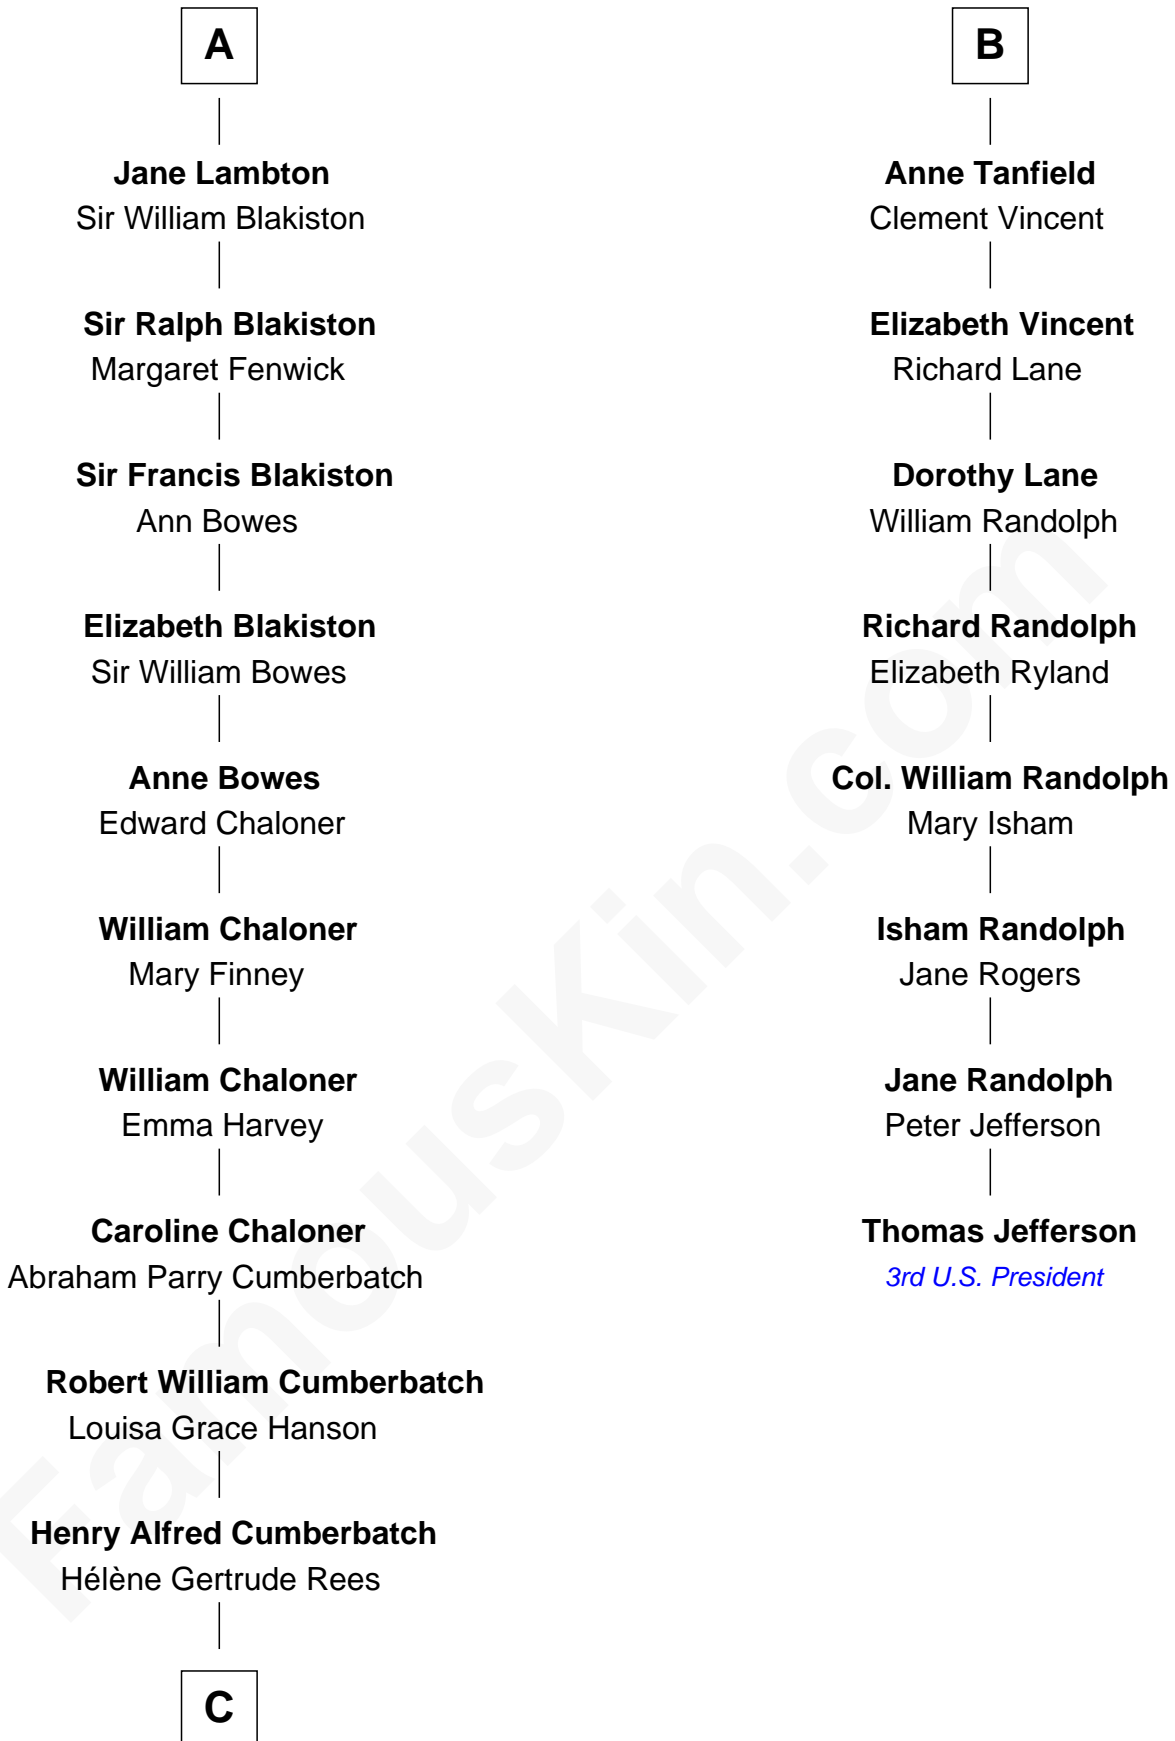 A
Jane Lambton
Sir William Blakiston
Sir Ralph Blakiston
Margaret Fenwick
Sir Francis Blakiston
Ann Bowes
Elizabeth Blakiston
Sir William Bowes
Anne Bowes
Edward Chaloner
William Chaloner
Mary Finney
William Chaloner
Emma Harvey
Caroline Chaloner
Abraham Parry Cumberbatch
Robert William Cumberbatch
Louisa Grace Hanson
Henry Alfred Cumberbatch
Hélène Gertrude Rees
C
B
Anne Tanfield
Clement Vincent
Elizabeth Vincent
Richard Lane
Dorothy Lane
William Randolph
Richard Randolph
Elizabeth Ryland
Col. William Randolph
Mary Isham
Isham Randolph
Jane Rogers
Jane Randolph
Peter Jefferson
Thomas Jefferson
3rd U.S. President
FamousKin.com